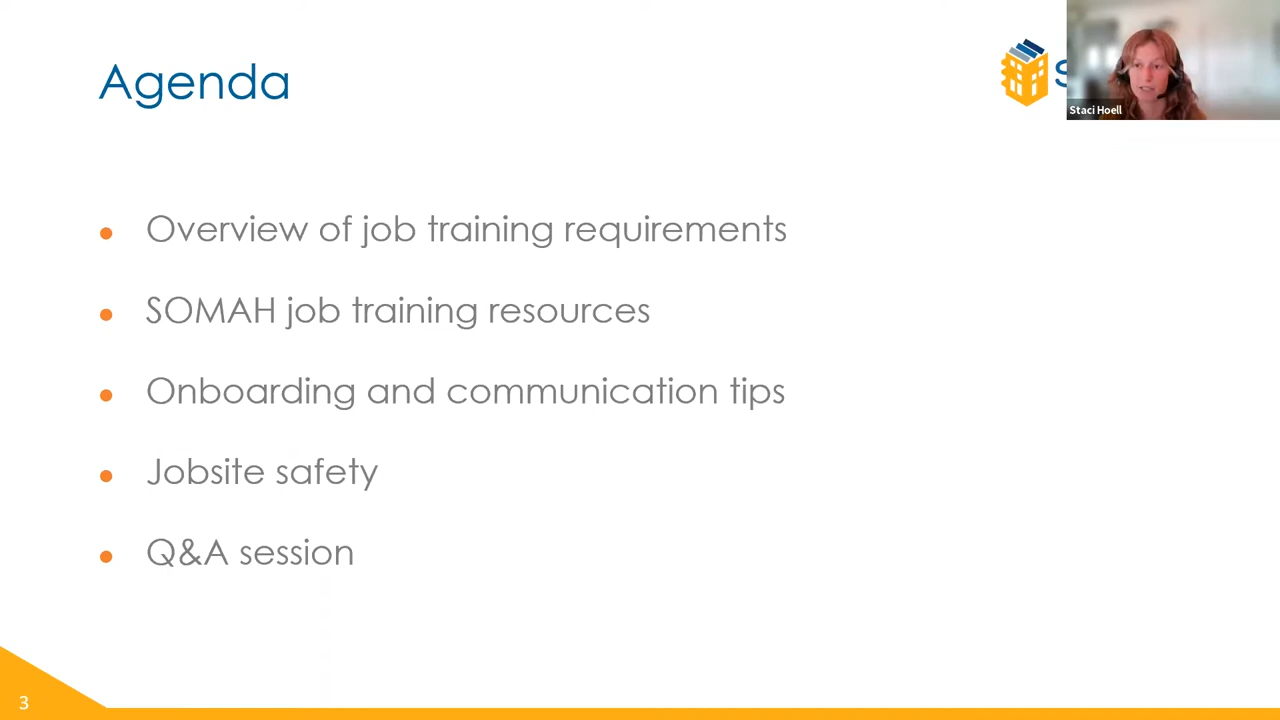 Agenda
S
Staci Hoell
Overview of job training requirements
SOMAH job training resources
Onboarding and communication tips
Jobsite safety
Q&A session
3